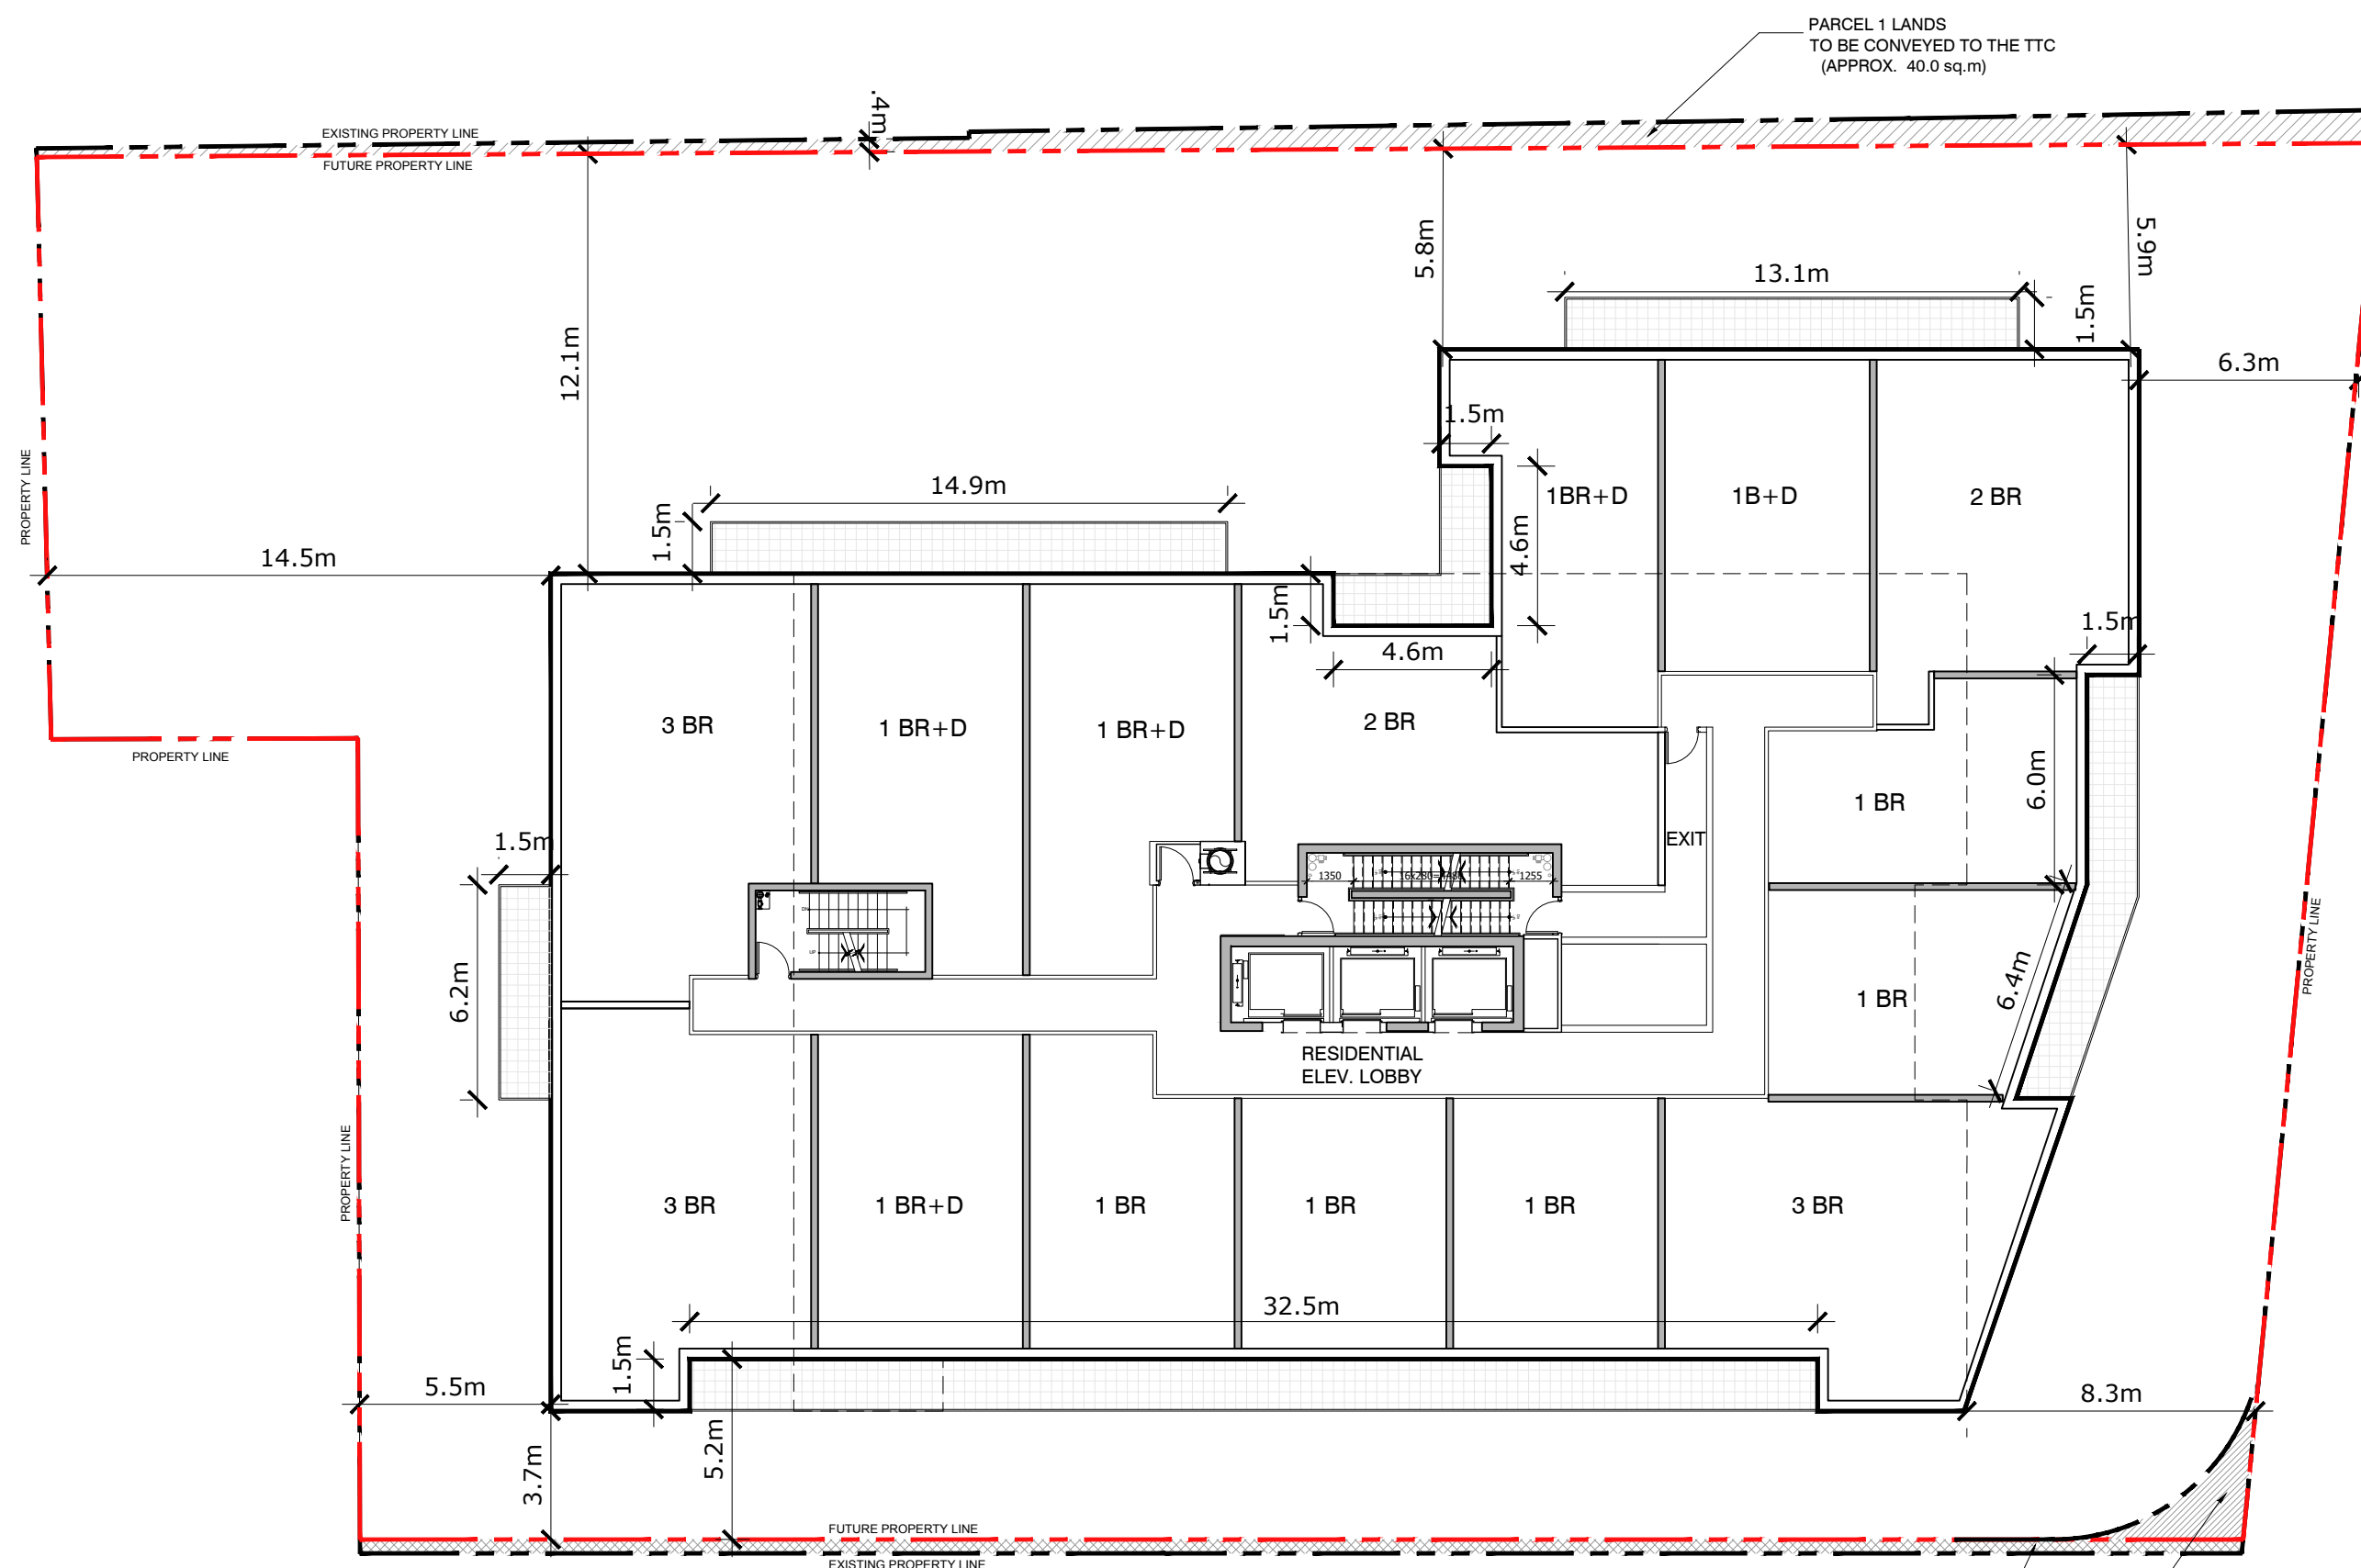 PARCEL 1 LANDS
TO BE CONVEYED TO THE TTC
(APPROX. 40.0 sq.m)
.4m
EXISTING PROPERTY LINE
FUTURE PROPERTY LINE
5.8m
5.9m
13.1m
1.5m
12.1m
6.3m
1.5m
PROPERTY LINE
14.9m
1.5m
1BR+D
1B+D
2 BR
4.6m
14.5m
1.5m
4.6m
1.5m
3 BR
1 BR+D
1 BR+D
2 BR
PROPERTY LINE
6.0m
1 BR
EXIT
1.5m
1350
16x280=4480
1255
DN
UP
PROPERTY LINE
6.2m
6.4m
1 BR
RESIDENTIAL
ELEV. LOBBY
PROPERTY LINE
3 BR
1 BR+D
1 BR
1 BR
1 BR
3 BR
32.5m
1.5m
5.5m
8.3m
5.2m
3.7m
FUTURE PROPERTY LINE
EXISTING PROPERTY LINE